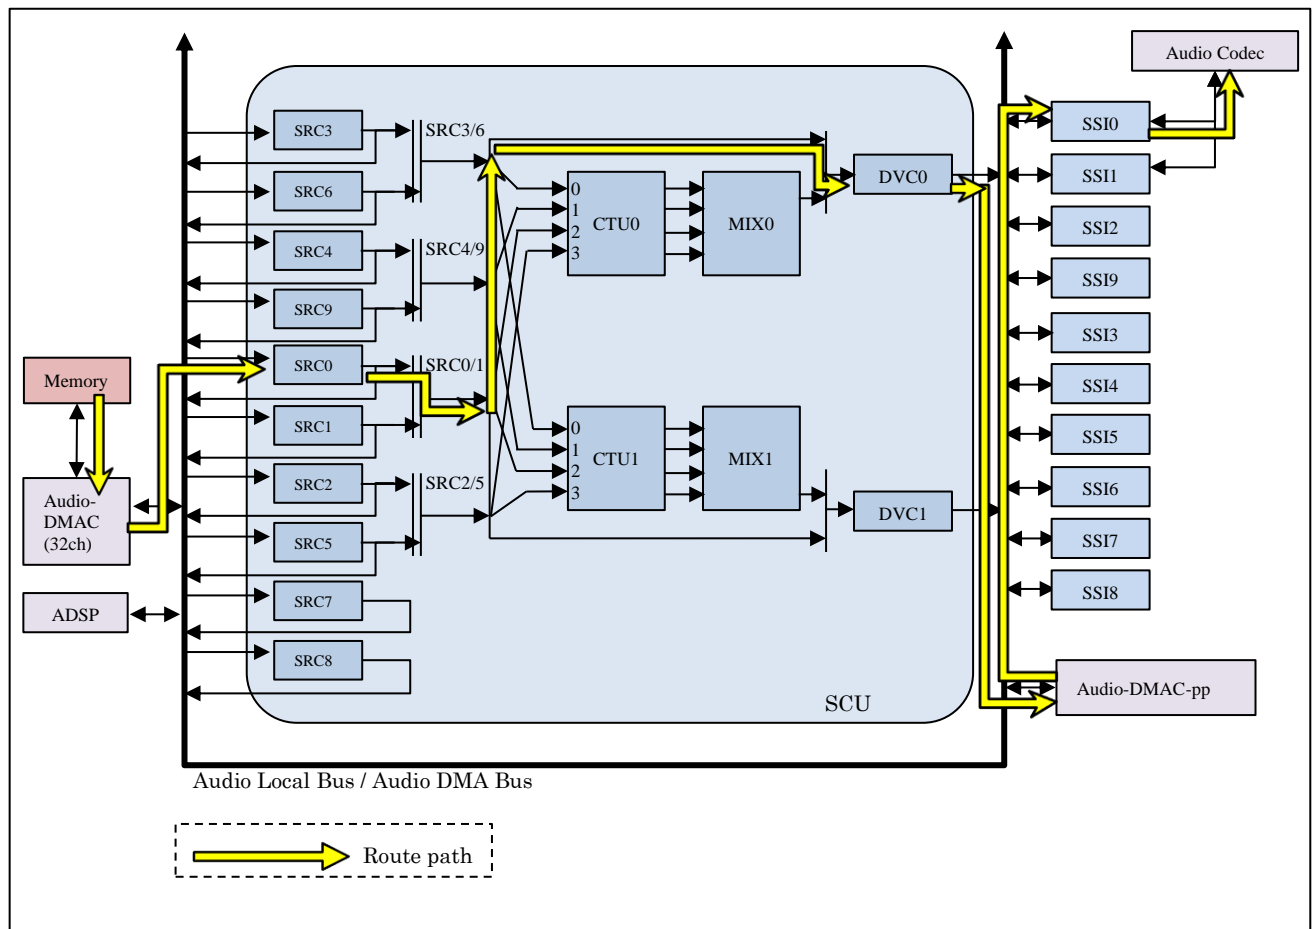 Audio Codec
SRC3
SRC3/6
SSI0
SRC6
DVC0
SSI1
0
1
2
3
CTU0
MIX0
SSI2
SRC4
SRC4/9
SSI9
SRC9
SSI3
Memory
SRC0
SRC0/1
SSI4
SRC1
0
1
2
3
CTU1
MIX1
SSI5
SRC2
SRC2/5
SSI6
Audio-
DMAC
(32ch)
DVC1
SRC5
SSI7
ADSP
SRC7
SSI8
SRC8
SCU
Audio-DMAC-pp
Audio Local Bus / Audio DMA Bus
Route path